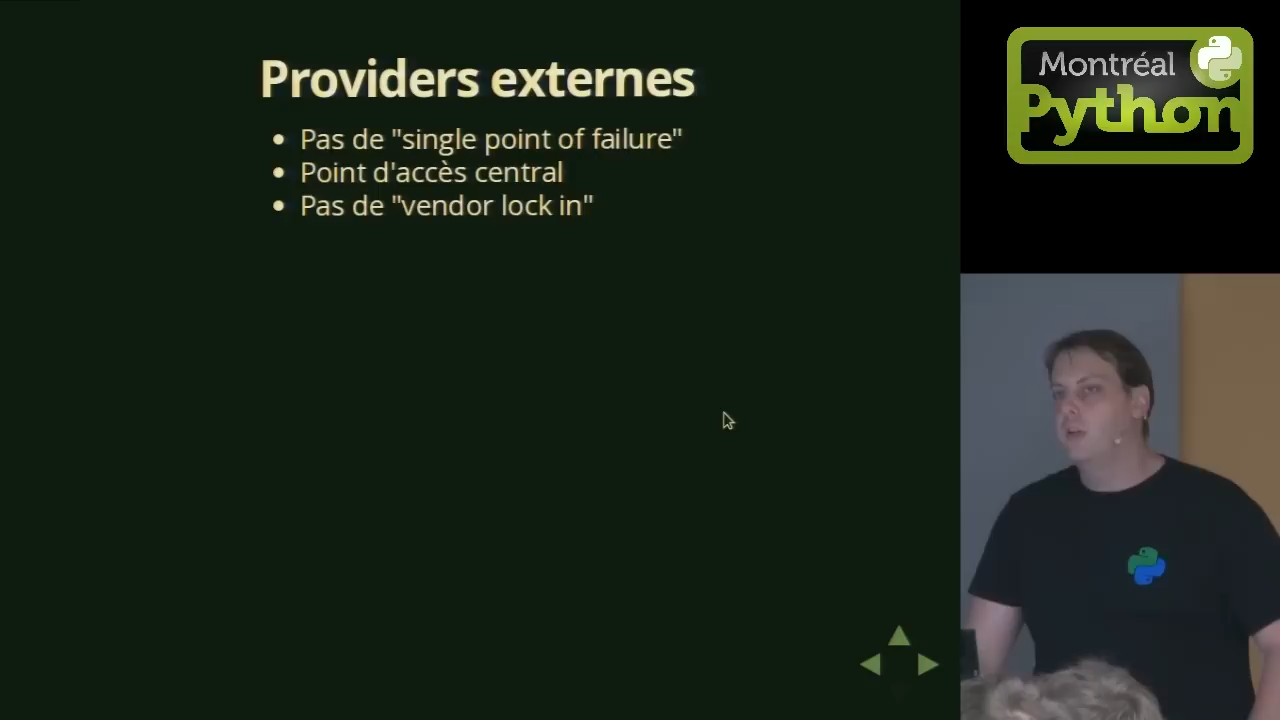 Providers externes
Pas de "single point of failure"
Point d'accès central
Pas de "vendor lock in"
Montréal
Python